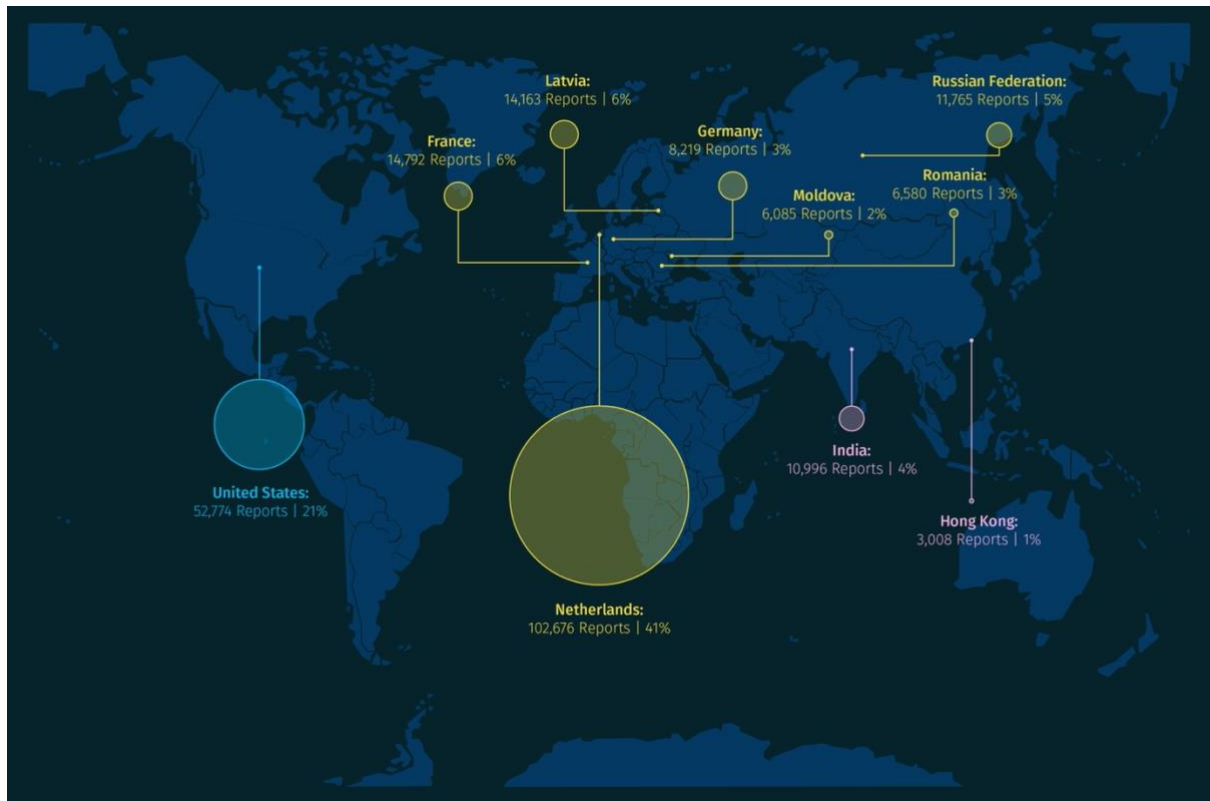 Latvia:
14,163 Reports | 6%
Russian Federation:
11,765 Reports | 5%
France:
14,792 Reports | 6%
Germany:
8,219 Reports | 3%
Romania:
6,580 Reports | 3%
Moldova:
6,085 Reports | 2%
United States:
52,774 Reports | 21%
India:
10,996 Reports | 4%
Hong Kong:
3,008 Reports | 1%
Netherlands:
102,676 Reports | 41%